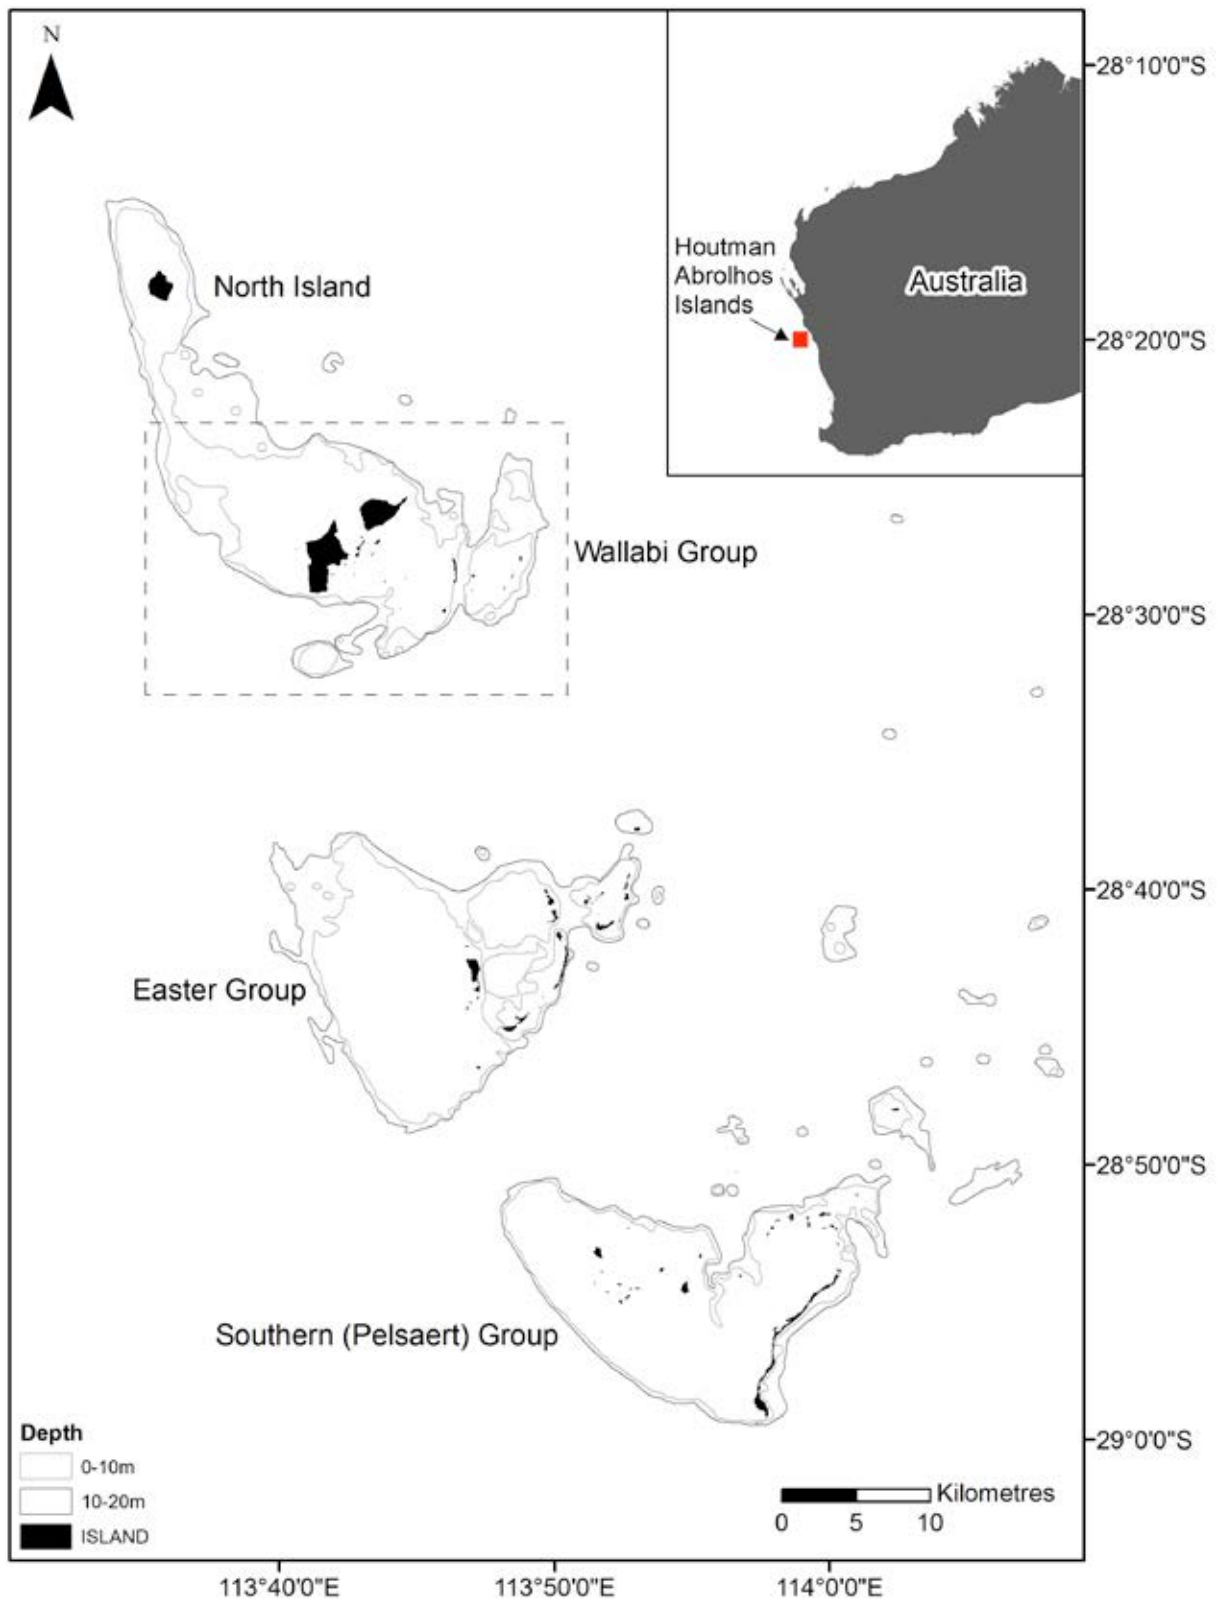 N
28°10'0"S
Houtman
Abrolhos
Islands
Australia
North Island
28°20'0"S
Wallabi Group
28°30'0"S
28°40'0"S
Easter Group
28°50'0"S
Southern (Pelsaert) Group
Depth
0-10m
10-20m
ISLAND
29°0'0"S
Kilometres
0 5 10
113°40'0"E 113°50'0"E 114°0'0"E